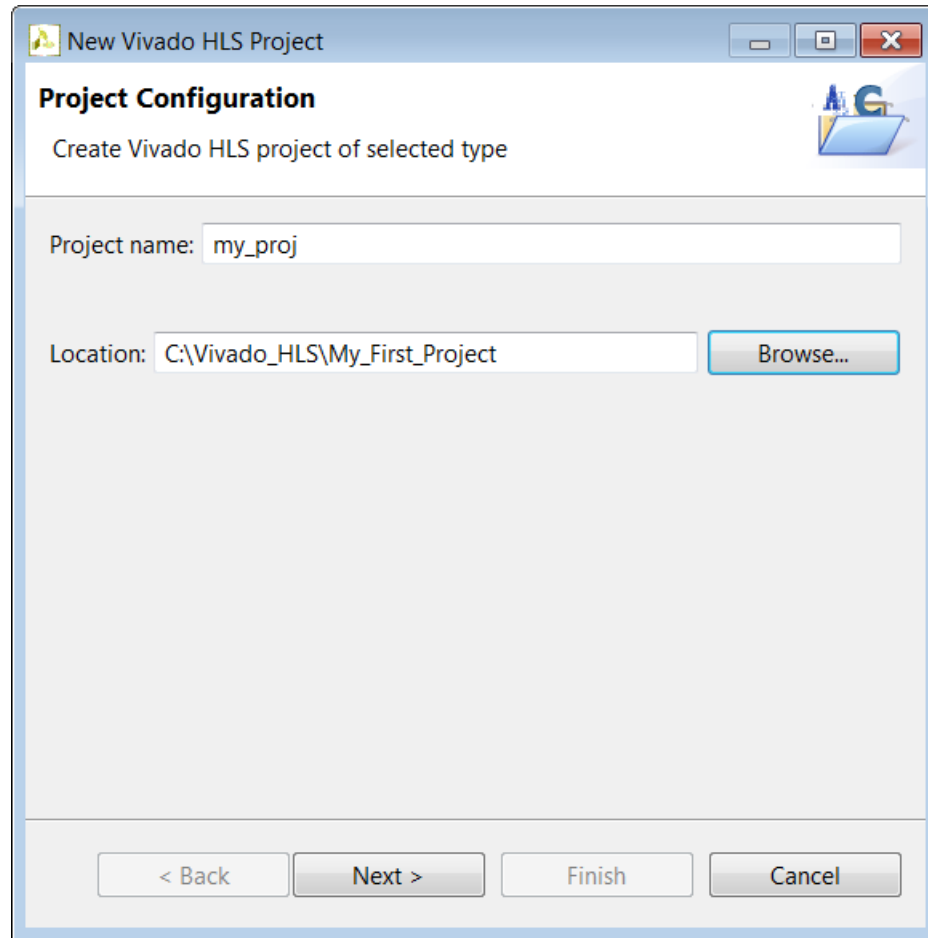 New Vivado HLS Project
Project Configuration
Create Vivado HLS project of selected type
Project name: my_proj
Location: C:\Vivado_HLS\My_First_Project Browse...
< Back Next > Finish Cancel